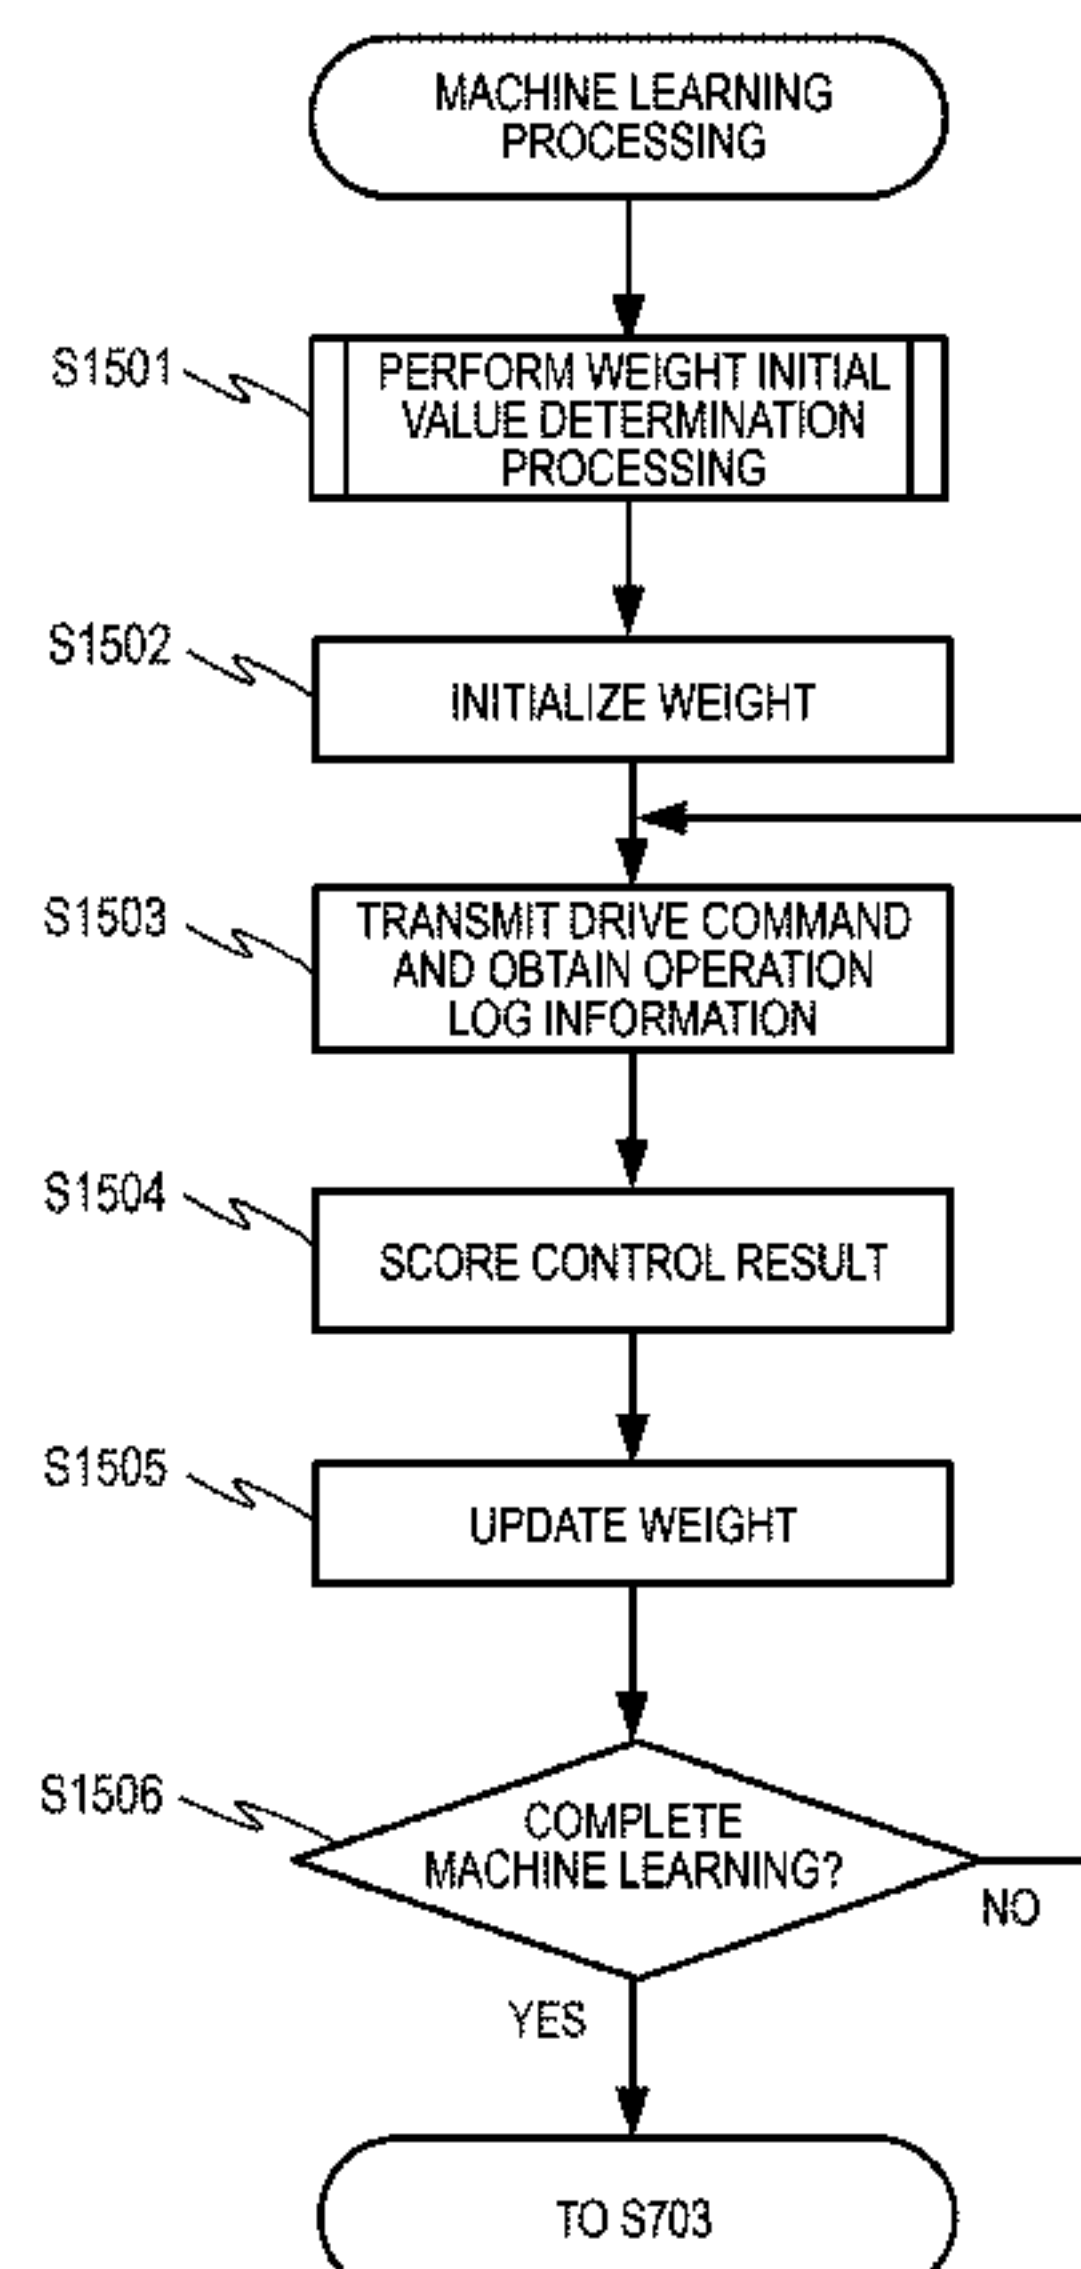 MACHINE LEARNING
PROCESSING
S1501
PERFORM WEIGHT INITIAL
VALUE DETERMINATION
PROCESSING
S1502
INITIALIZE WEIGHT
S1503
TRANSMIT DRIVE COMMAND
AND OBTAIN OPERATION
LOG INFORMATION
S1504
SCORE CONTROL RESULT
S1505
UPDATE WEIGHT
S1506
COMPLETE
MACHINE LEARNING?
NO
YES
TO S703